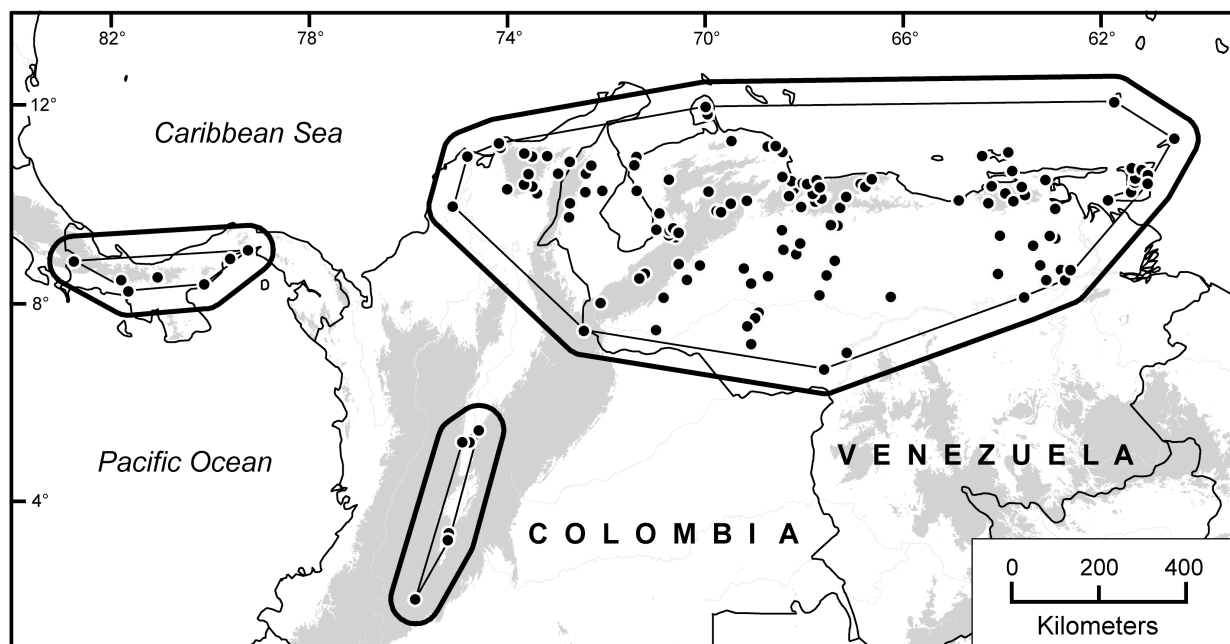 82° 78° 74° 70° 66° 62°
12°
Caribbean Sea
8°
Pacific Ocean
VENEZUELA
4°
COLOMBIA
0 200 400
Kilometers